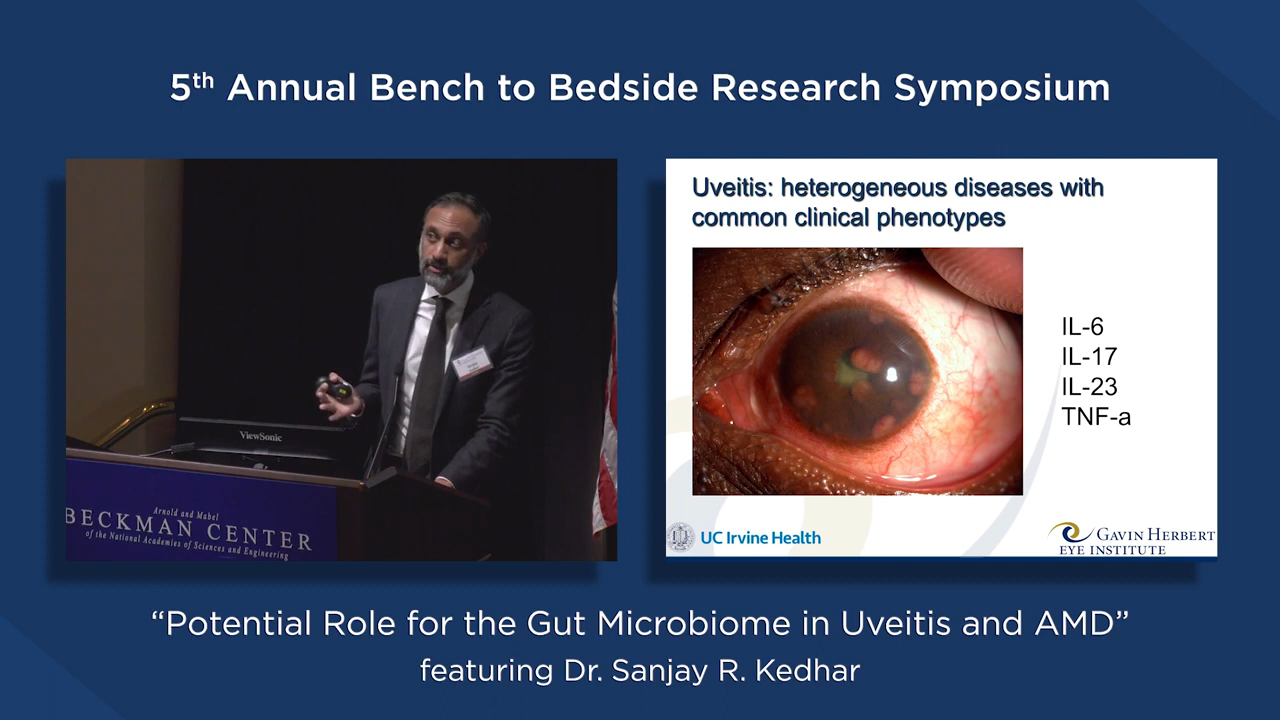 5th Annual Bench to Bedside Research Symposium
ViewSonic
Arnold and Mabel
BECKMAN CENTER
of the National Academies of Sciences and Engineering
Uveitis: heterogeneous diseases with
common clinical phenotypes
IL-6
IL-17
IL-23
TNF-a
UC Irvine Health
GAVIN HERBERT
EYE INSTITUTE
“Potential Role for the Gut Microbiome in Uveitis and AMD”
featuring Dr. Sanjay R. Kedhar